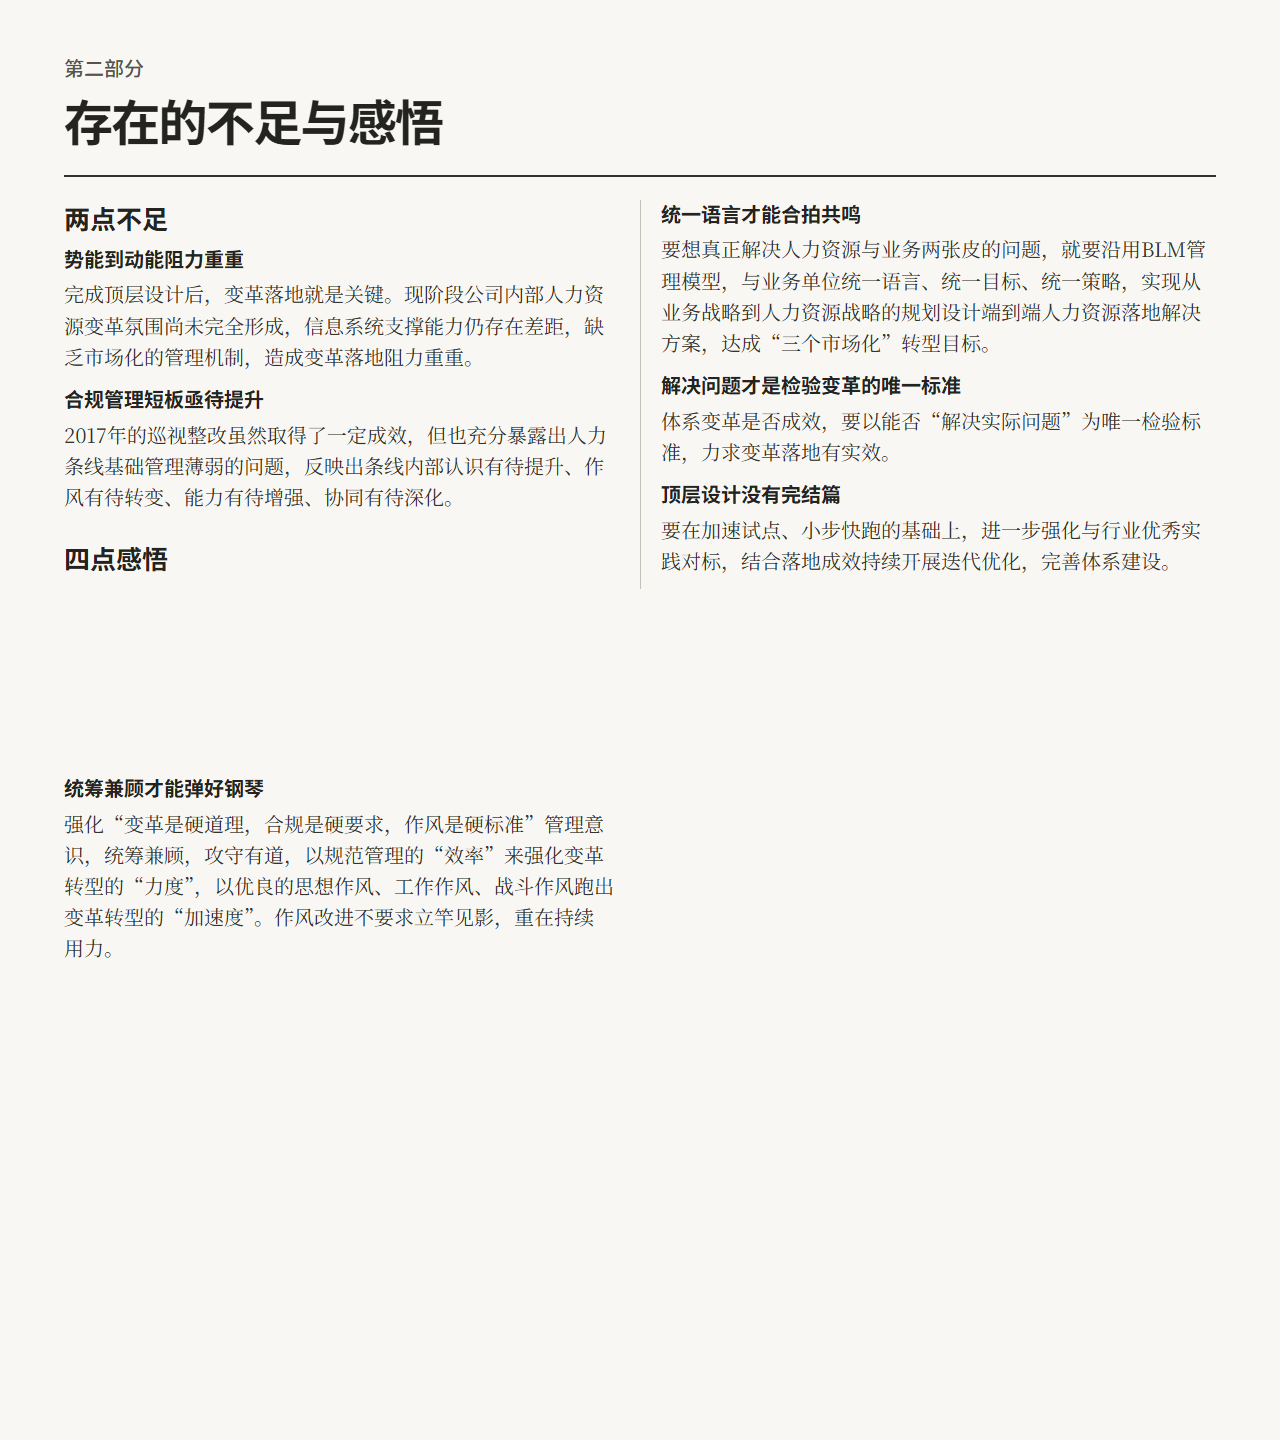 第二部分
存在的不足与感悟
两点不足
势能到动能阻力重重
完成顶层设计后，变革落地就是关键。现阶段公司内部人力资
源变革氛围尚未完全形成，信息系统支撑能力仍存在差距，缺
乏市场化的管理机制，造成变革落地阻力重重。
合规管理短板亟待提升
2017年的巡视整改虽然取得了一定成效，但也充分暴露出人力
条线基础管理薄弱的问题，反映出条线内部认识有待提升、作
风有待转变、能力有待增强、协同有待深化。
四点感悟
统一语言才能合拍共鸣
要想真正解决人力资源与业务两张皮的问题，就要沿用BLM管
理模型，与业务单位统一语言、统一目标、统一策略，实现从
业务战略到人力资源战略的规划设计端到端人力资源落地解决
方案，达成“三个市场化”转型目标。
解决问题才是检验变革的唯一标准
体系变革是否成效，要以能否“解决实际问题”为唯一检验标
准，力求变革落地有实效。
顶层设计没有完结篇
要在加速试点、小步快跑的基础上，进一步强化与行业优秀实
践对标，结合落地成效持续开展迭代优化，完善体系建设。
统筹兼顾才能弹好钢琴
强化“变革是硬道理，合规是硬要求，作风是硬标准”管理意
识，统筹兼顾，攻守有道，以规范管理的“效率”来强化变革
转型的“力度”，以优良的思想作风、工作作风、战斗作风跑出
变革转型的“加速度”。作风改进不要求立竿见影，重在持续
用力。